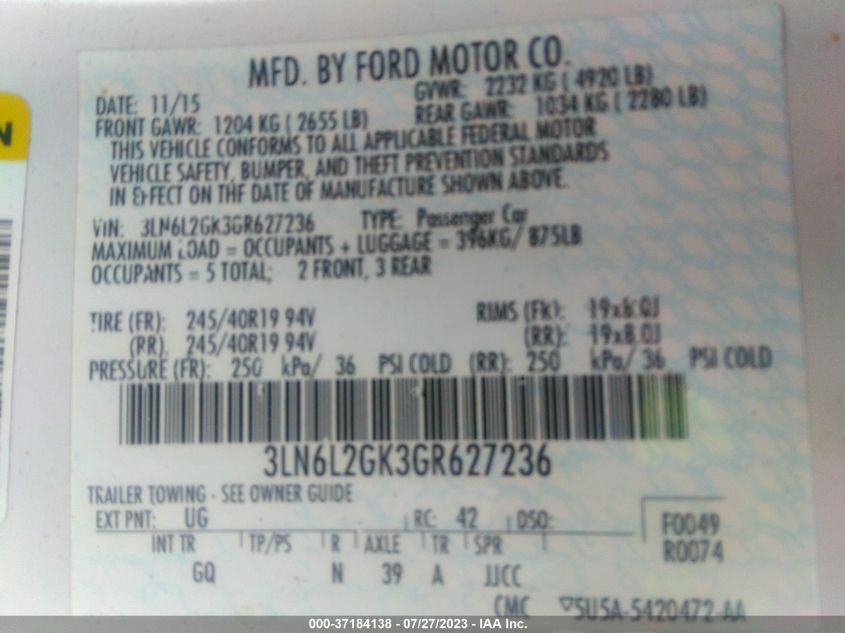 MFD. BY FORD MOTOR CO.
DATE: 11/15
GVWR: 2232 KG ( 4920 LB)
FRONT GAWR: 1204 KG ( 2655 LB)
REAR GAWR: 1034 KG ( 2280 LB)
THIS VEHICLE CONFORMS TO ALL APPLICABLE FEDERAL MOTOR
VEHICLE SAFETY, BUMPER, AND THEFT PREVENTION STANDARDS
IN EFFECT ON THE DATE OF MANUFACTURE SHOWN ABOVE.
VIN: 3LN6L2GK3GR627236 TYPE: Passenger Car
MAXIMUM LOAD = OCCUPANTS + LUGGAGE = 396KG/ 875LB
OCCUPANTS = 5 TOTAL; 2 FRONT, 3 REAR
TIRE (FR): 245/40R19 94V RIMS (FR): 19x8.0J
(RR): 245/40R19 94V (RR): 19x8.0J
PRESSURE (FR): 250 kPa/ 36 PSI COLD (RR): 250 kPa/ 36 PSI COLD
3LN6L2GK3GR627236
TRAILER TOWING - SEE OWNER GUIDE
EXT PNT: UG RC: 42 DSO: F0049
INT TR TP/PS R AXLE TR SPR R0074
GQ N 39 A JJCC
CMC 5U5A-5420472-AA
000-37184138 - 07/27/2023 - IAA Inc.